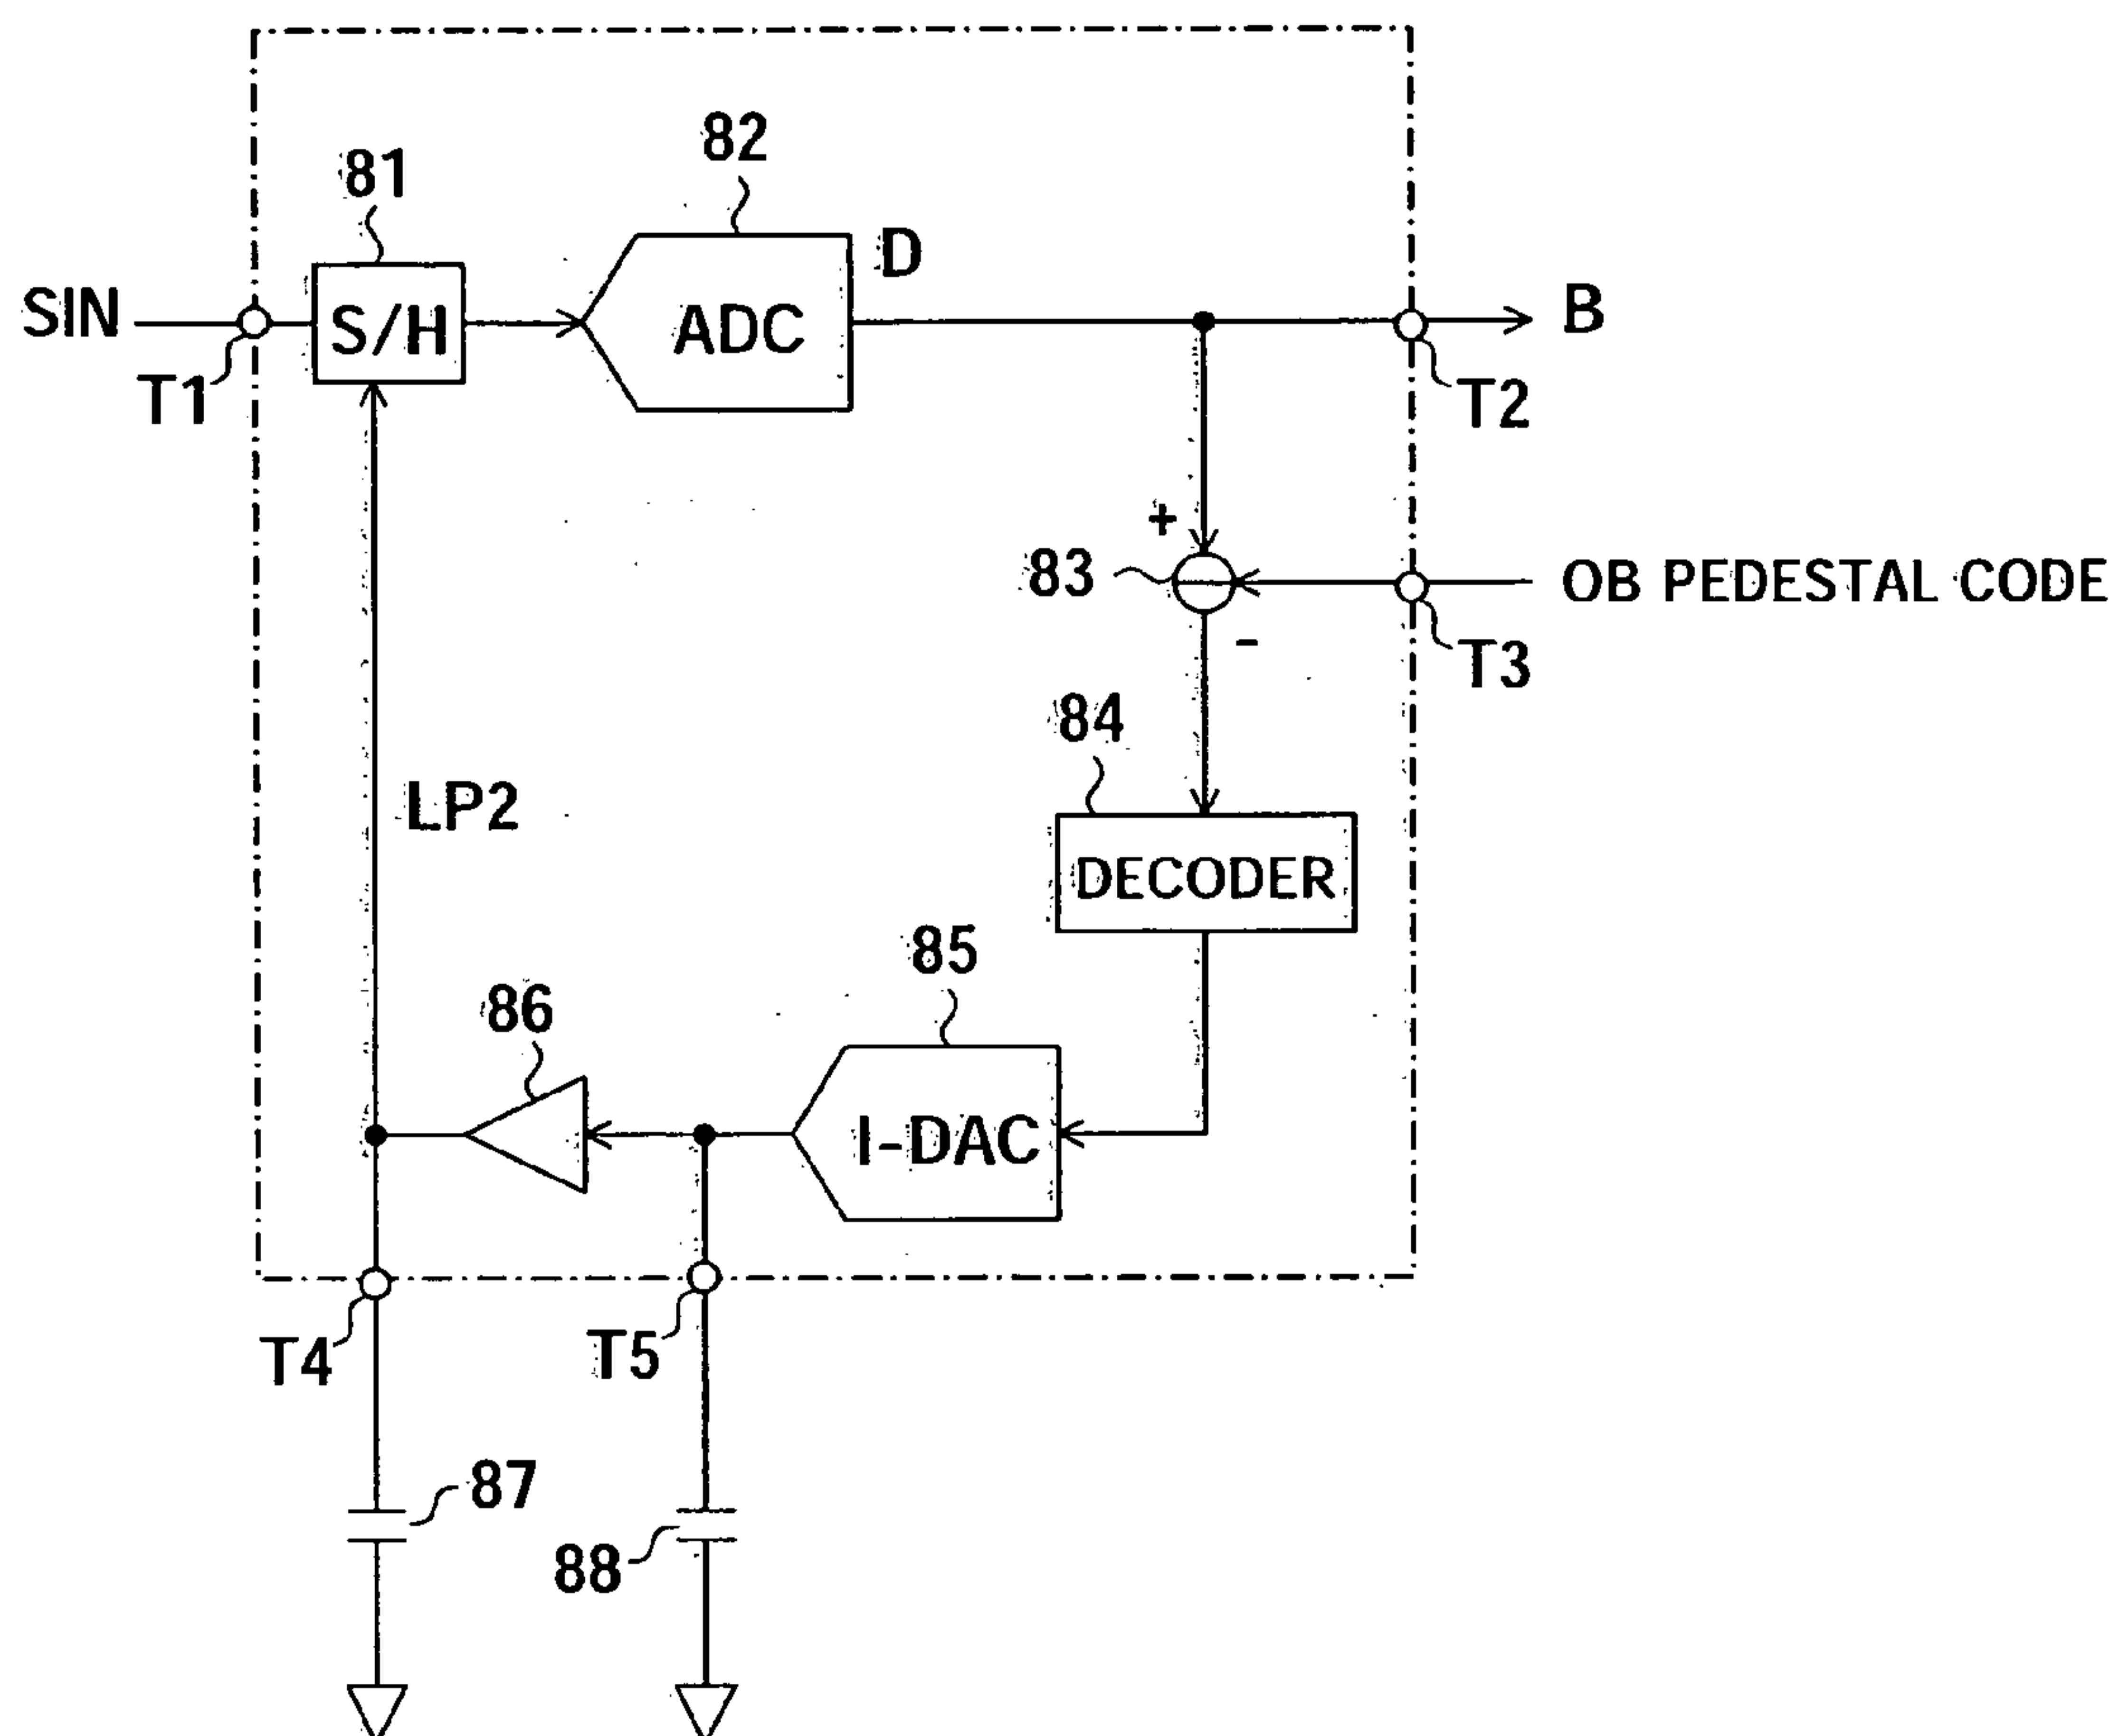 82
81
D
SIN
S/H
ADC
B
T1
T2
+
83
OB PEDESTAL CODE
-
T3
84
LP2
DECODER
85
86
I-DAC
T4
T5
87
88